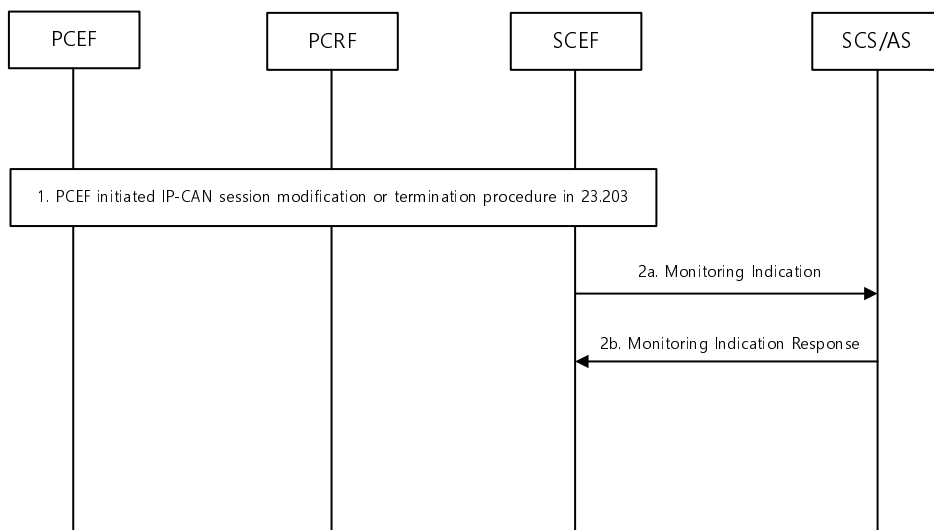 PCEF
PCRF
SCEF
SCS/AS
1. PCEF initiated IP-CAN session modification or termination procedure in 23.203
2a. Monitoring Indication
2b. Monitoring Indication Response